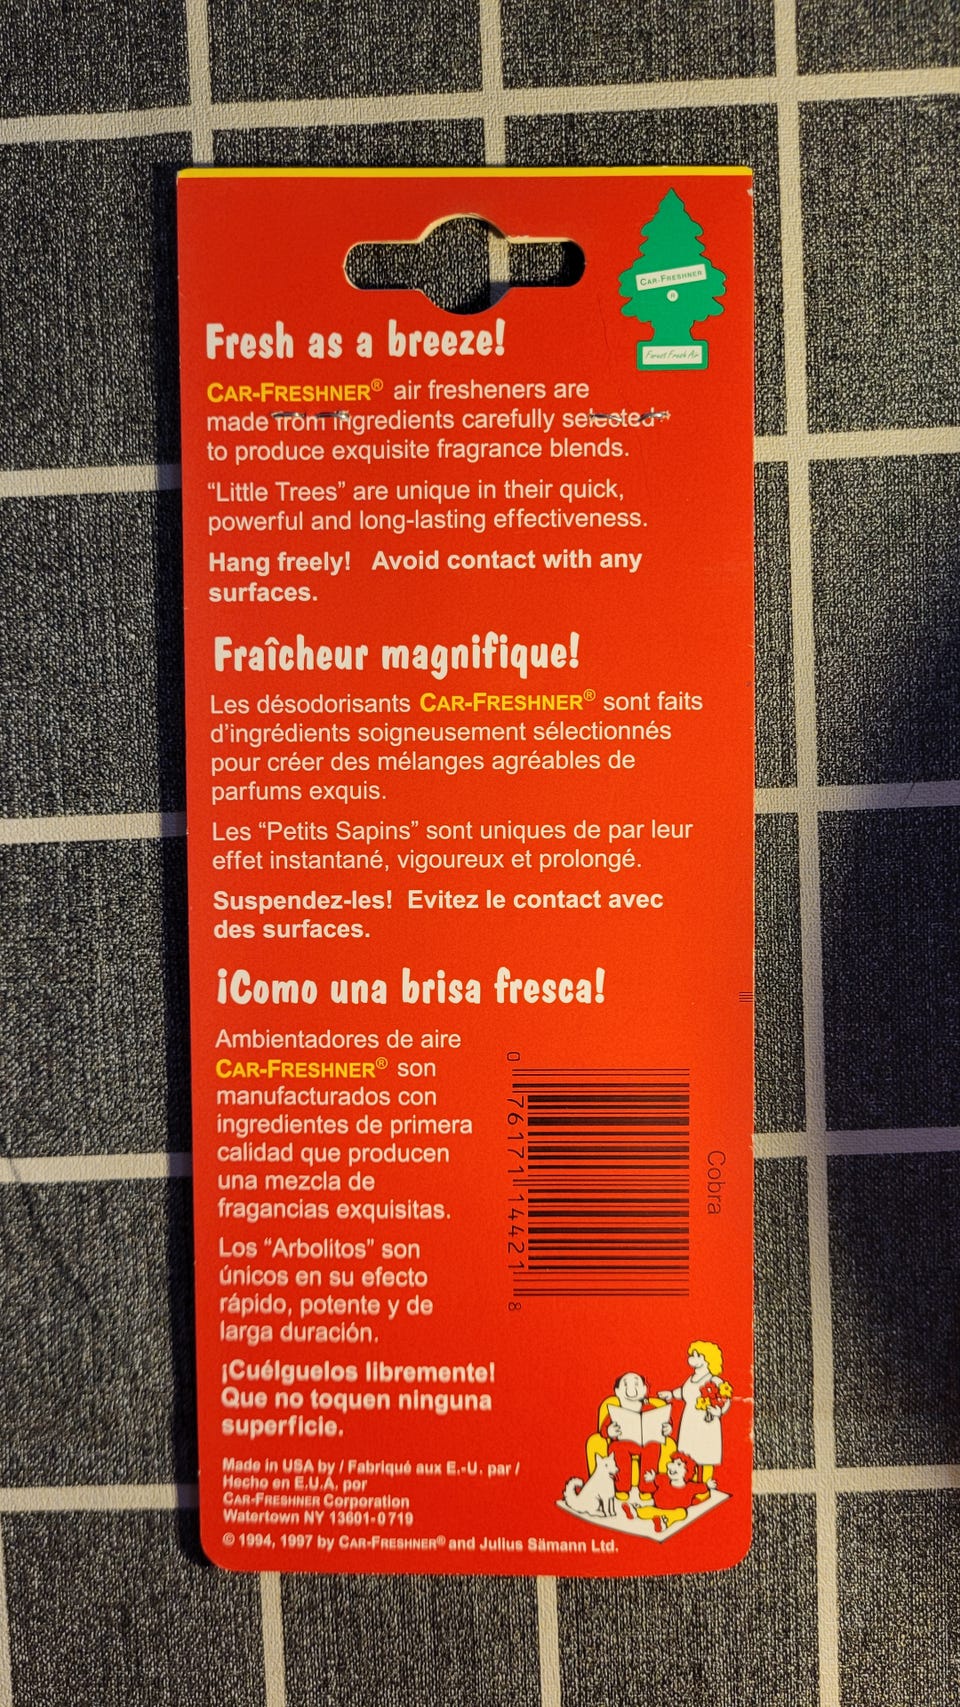 CAR-FRESHNER
®
Forest Fresh Air
Fresh as a breeze!
CAR-FRESHNER® air fresheners are
made from ingredients carefully selected
to produce exquisite fragrance blends.
“Little Trees” are unique in their quick,
powerful and long-lasting effectiveness.
Hang freely! Avoid contact with any
surfaces.
Fraîcheur magnifique!
Les désodorisants CAR-FRESHNER® sont faits
d’ingrédients soigneusement sélectionnés
pour créer des mélanges agréables de
parfums exquis.
Les “Petits Sapins” sont uniques de par leur
effet instantané, vigoureux et prolongé.
Suspendez-les! Evitez le contact avec
des surfaces.
¡Como una brisa fresca!
Ambientadores de aire
CAR-FRESHNER® son
manufacturados con
ingredientes de primera
calidad que producen
una mezcla de
fragancias exquisitas.
Los “Arbolitos” son
únicos en su efecto
rápido, potente y de
larga duración.
¡Cuélguelos libremente!
Que no toquen ninguna
superficie.
0 76171 14421 8
Cobra
Made in USA by / Fabriqué aux E.-U. par /
Hecho en E.U.A. por
CAR-FRESHNER Corporation
Watertown NY 13601-0719
© 1994, 1997 by CAR-FRESHNER® and Julius Sämann Ltd.